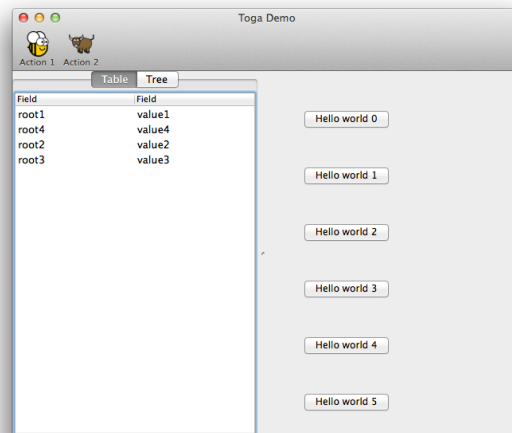 Toga Demo
Action 1 Action 2
Table Tree
Field Field
root1 value1
root4 value4
root2 value2
root3 value3
Hello world 0
Hello world 1
Hello world 2
Hello world 3
Hello world 4
Hello world 5